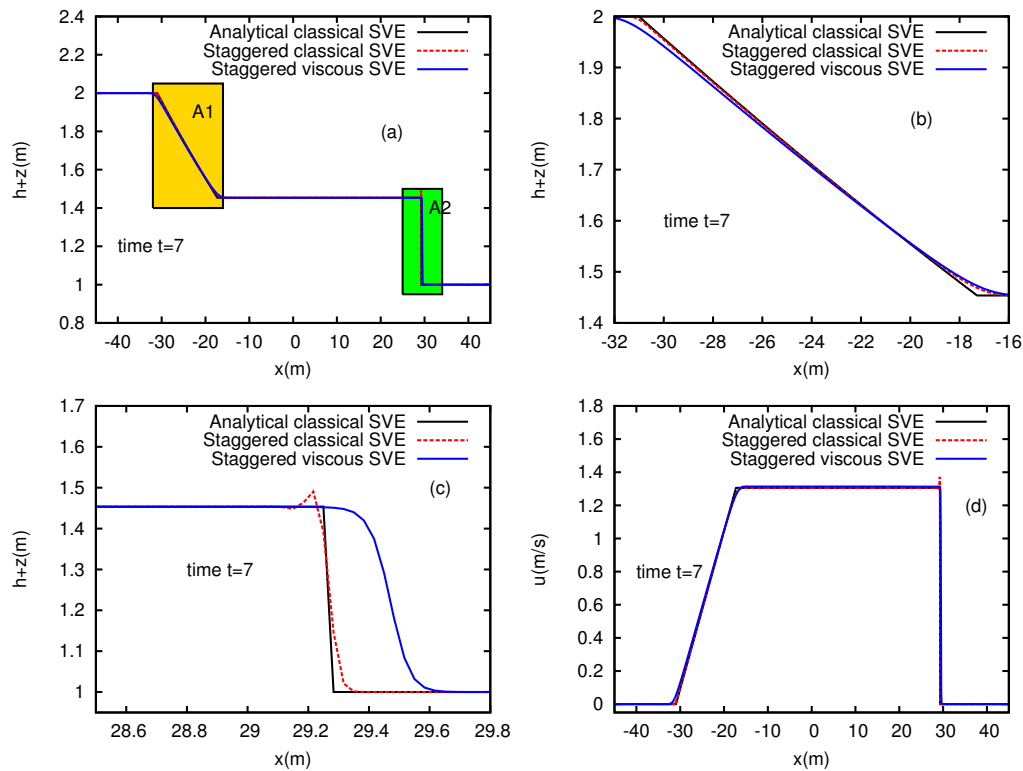 2.4
2.2
2
1.8
1.6
1.4
1.2
1
0.8
h+z(m)
Analytical classical SVE
Staggered classical SVE
Staggered viscous SVE
A1
(a)
A2
time t=7
-40 -30 -20 -10 0 10 20 30 40
x(m)
2
1.9
1.8
1.7
1.6
1.5
1.4
h+z(m)
Analytical classical SVE
Staggered classical SVE
Staggered viscous SVE
(b)
time t=7
-32 -30 -28 -26 -24 -22 -20 -18 -16
x(m)
1.7
1.6
1.5
1.4
1.3
1.2
1.1
1
h+z(m)
Analytical classical SVE
Staggered classical SVE
Staggered viscous SVE
(c)
time t=7
28.6 28.8 29 29.2 29.4 29.6 29.8
x(m)
1.8
1.6
1.4
1.2
1
0.8
0.6
0.4
0.2
0
u(m/s)
Analytical classical SVE
Staggered classical SVE
Staggered viscous SVE
(d)
time t=7
-40 -30 -20 -10 0 10 20 30 40
x(m)